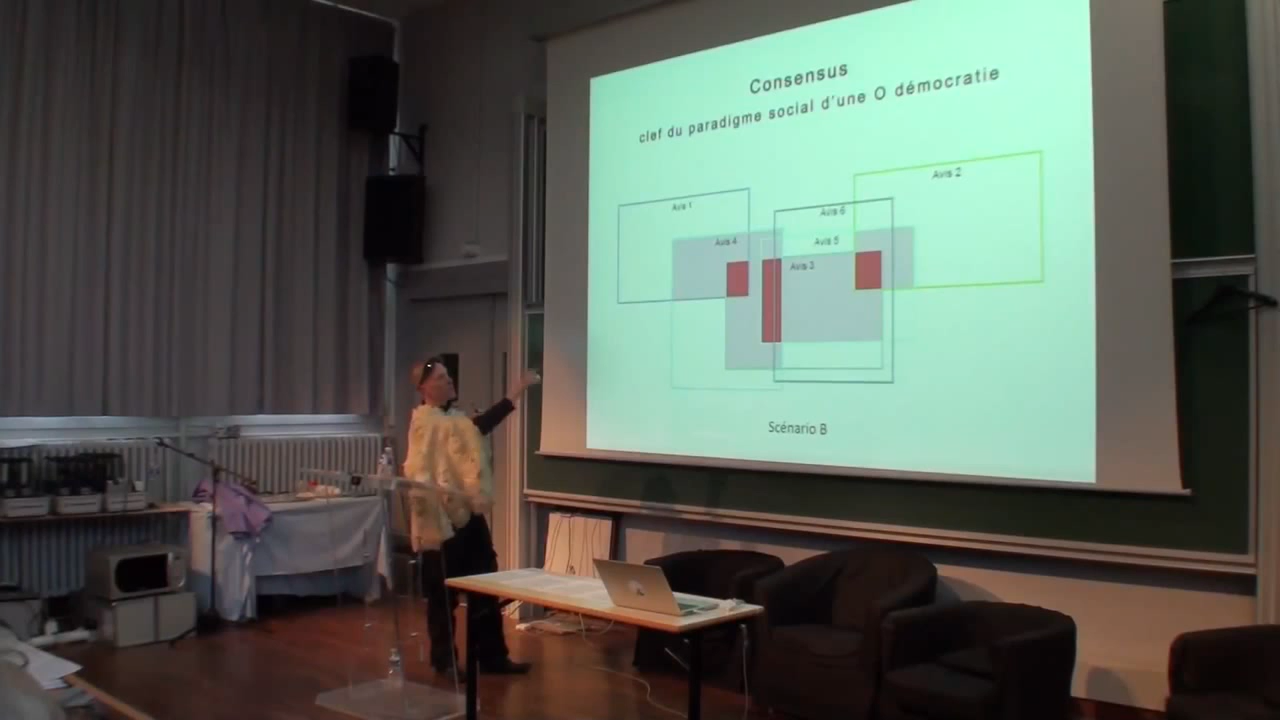 Consensus
clef du paradigme social d'une O démocratie
Avis 2
Avis 1
Avis 6
Avis 4
Avis 5
Avis 3
Scénario B